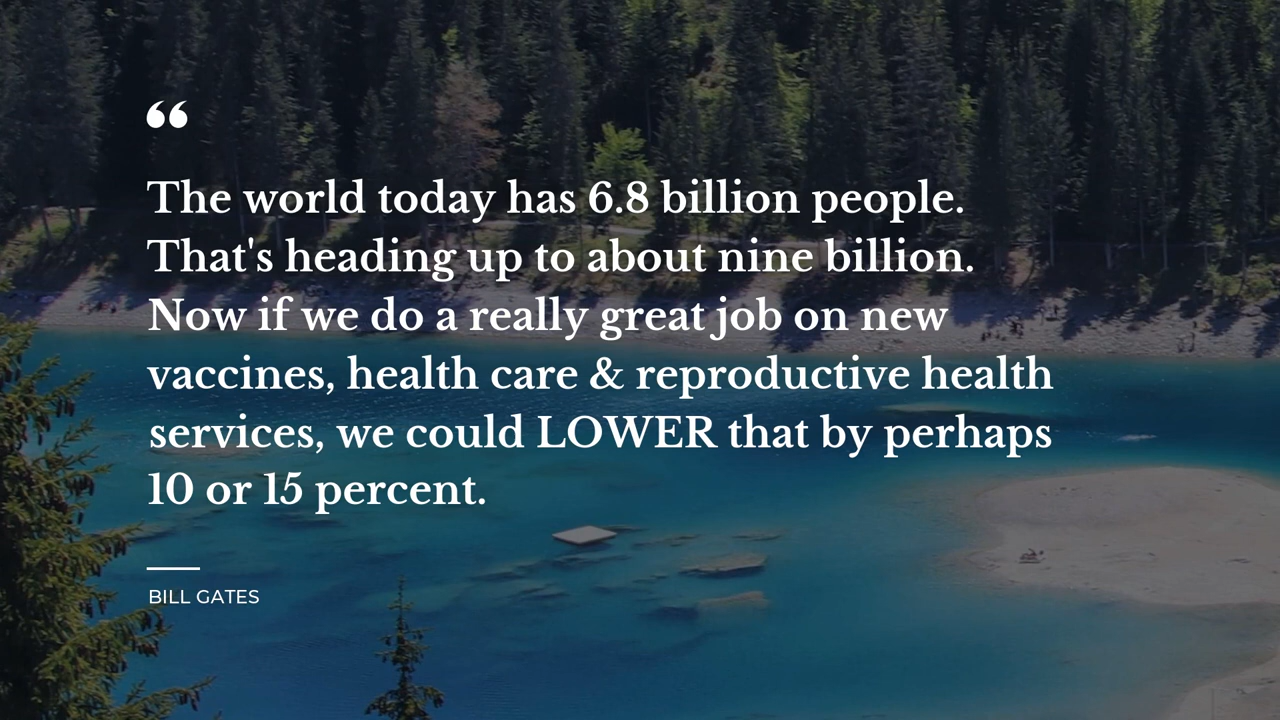 “
The world today has 6.8 billion people.
That's heading up to about nine billion.
Now if we do a really great job on new
vaccines, health care & reproductive health
services, we could LOWER that by perhaps
10 or 15 percent.
BILL GATES